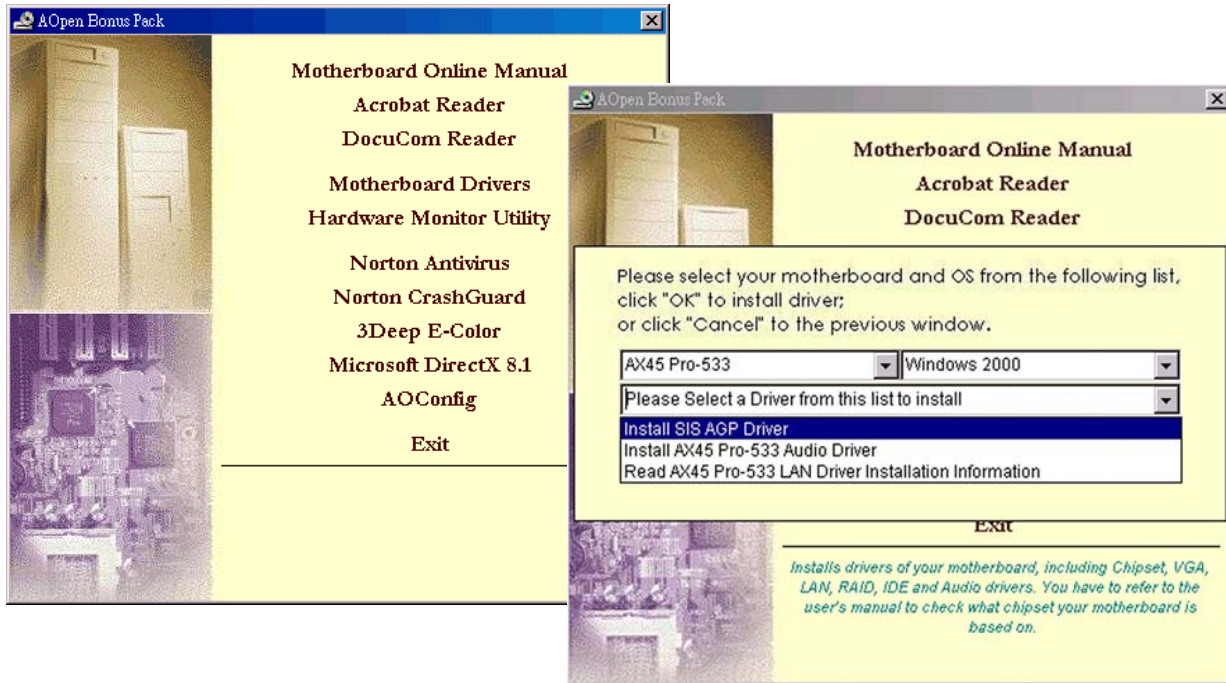 AOpen Bonus Pack
Motherboard Online Manual
Acrobat Reader
DocuCom Reader
Motherboard Drivers
Hardware Monitor Utility
Norton Antivirus
Norton CrashGuard
3Deep E-Color
Microsoft DirectX 8.1
AOConfig
Exit
AOpen Bonus Pack
Motherboard Online Manual
Acrobat Reader
DocuCom Reader
Please select your motherboard and OS from the following list,
click "OK" to install driver;
or click "Cancel" to the previous window.
AX45 Pro-533 Windows 2000
Please Select a Driver from this list to install
Install SIS AGP Driver
Install AX45 Pro-533 Audio Driver
Read AX45 Pro-533 LAN Driver Installation Information
Exit
Installs drivers of your motherboard, including Chipset, VGA,
LAN, RAID, IDE and Audio drivers. You have to refer to the
user's manual to check what chipset your motherboard is
based on.